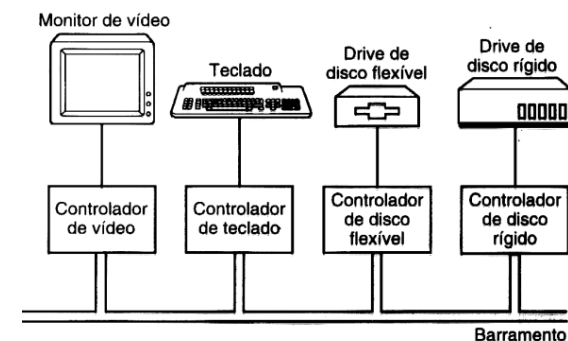 Monitor de vídeo
Teclado
Drive de
disco flexível
Drive de
disco rígido
Controlador
de vídeo
Controlador
de teclado
Controlador
de disco
flexível
Controlador
de disco
rígido
Barramento